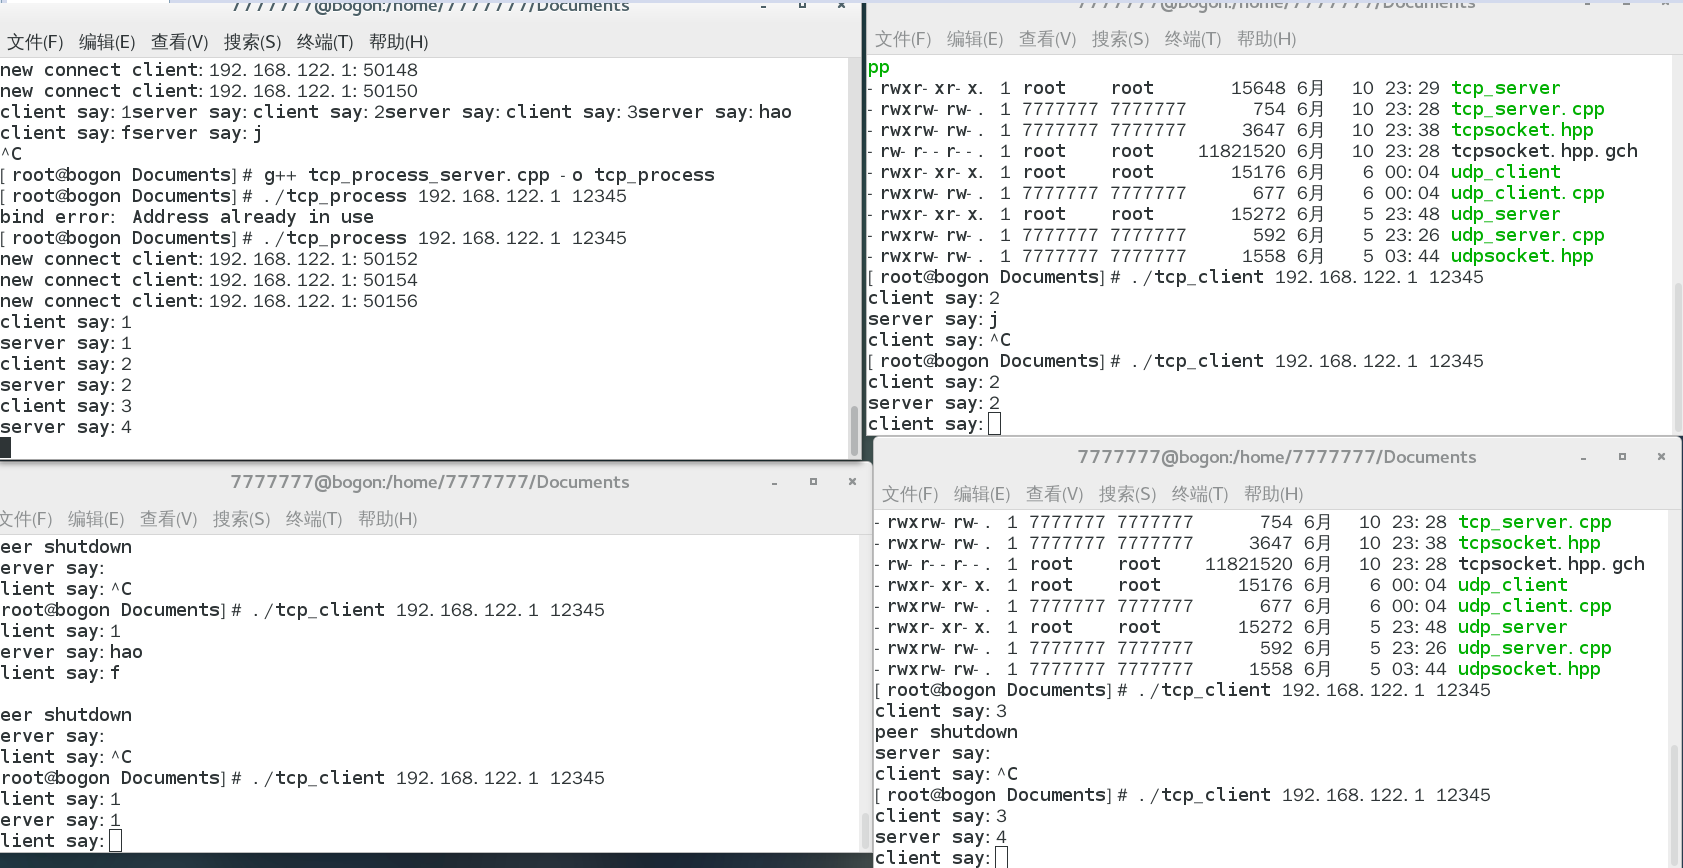 7777777@bogon:/home/7777777/Documents
文件(F) 编辑(E) 查看(V) 搜索(S) 终端(T) 帮助(H)
new connect client:192.168.122.1:50148
new connect client:192.168.122.1:50150
client say:1server say:client say:2server say:client say:3server say:hao
client say:fserver say:j
^C
[root@bogon Documents]# g++ tcp_process_server.cpp -o tcp_process
[root@bogon Documents]# ./tcp_process 192.168.122.1 12345
bind error: Address already in use
[root@bogon Documents]# ./tcp_process 192.168.122.1 12345
new connect client:192.168.122.1:50152
new connect client:192.168.122.1:50154
new connect client:192.168.122.1:50156
client say:1
server say:1
client say:2
server say:2
client say:3
server say:4
7777777@bogon:/home/7777777/Documents
文件(F) 编辑(E) 查看(V) 搜索(S) 终端(T) 帮助(H)
pp
-rwxr-xr-x. 1 root    root       15648 6月  10 23:29 tcp_server
-rwxrw-rw-. 1 7777777 7777777      754 6月  10 23:28 tcp_server.cpp
-rwxrw-rw-. 1 7777777 7777777     3647 6月  10 23:38 tcpsocket.hpp
-rw-r--r--. 1 root    root    11821520 6月  10 23:28 tcpsocket.hpp.gch
-rwxr-xr-x. 1 root    root       15176 6月   6 00:04 udp_client
-rwxrw-rw-. 1 7777777 7777777      677 6月   6 00:04 udp_client.cpp
-rwxr-xr-x. 1 root    root       15272 6月   5 23:48 udp_server
-rwxrw-rw-. 1 7777777 7777777      592 6月   5 23:26 udp_server.cpp
-rwxrw-rw-. 1 7777777 7777777     1558 6月   5 03:44 udpsocket.hpp
[root@bogon Documents]# ./tcp_client 192.168.122.1 12345
client say:2
server say:j
client say:^C
[root@bogon Documents]# ./tcp_client 192.168.122.1 12345
client say:2
server say:2
client say:
7777777@bogon:/home/7777777/Documents
文件(F) 编辑(E) 查看(V) 搜索(S) 终端(T) 帮助(H)
eer shutdown
erver say:
lient say:^C
root@bogon Documents]# ./tcp_client 192.168.122.1 12345
lient say:1
erver say:hao
lient say:f
eer shutdown
erver say:
lient say:^C
root@bogon Documents]# ./tcp_client 192.168.122.1 12345
lient say:1
erver say:1
lient say:
7777777@bogon:/home/7777777/Documents
文件(F) 编辑(E) 查看(V) 搜索(S) 终端(T) 帮助(H)
-rwxrw-rw-. 1 7777777 7777777      754 6月  10 23:28 tcp_server.cpp
-rwxrw-rw-. 1 7777777 7777777     3647 6月  10 23:38 tcpsocket.hpp
-rw-r--r--. 1 root    root    11821520 6月  10 23:28 tcpsocket.hpp.gch
-rwxr-xr-x. 1 root    root       15176 6月   6 00:04 udp_client
-rwxrw-rw-. 1 7777777 7777777      677 6月   6 00:04 udp_client.cpp
-rwxr-xr-x. 1 root    root       15272 6月   5 23:48 udp_server
-rwxrw-rw-. 1 7777777 7777777      592 6月   5 23:26 udp_server.cpp
-rwxrw-rw-. 1 7777777 7777777     1558 6月   5 03:44 udpsocket.hpp
[root@bogon Documents]# ./tcp_client 192.168.122.1 12345
client say:3
peer shutdown
server say:
client say:^C
[root@bogon Documents]# ./tcp_client 192.168.122.1 12345
client say:3
server say:4
client say: